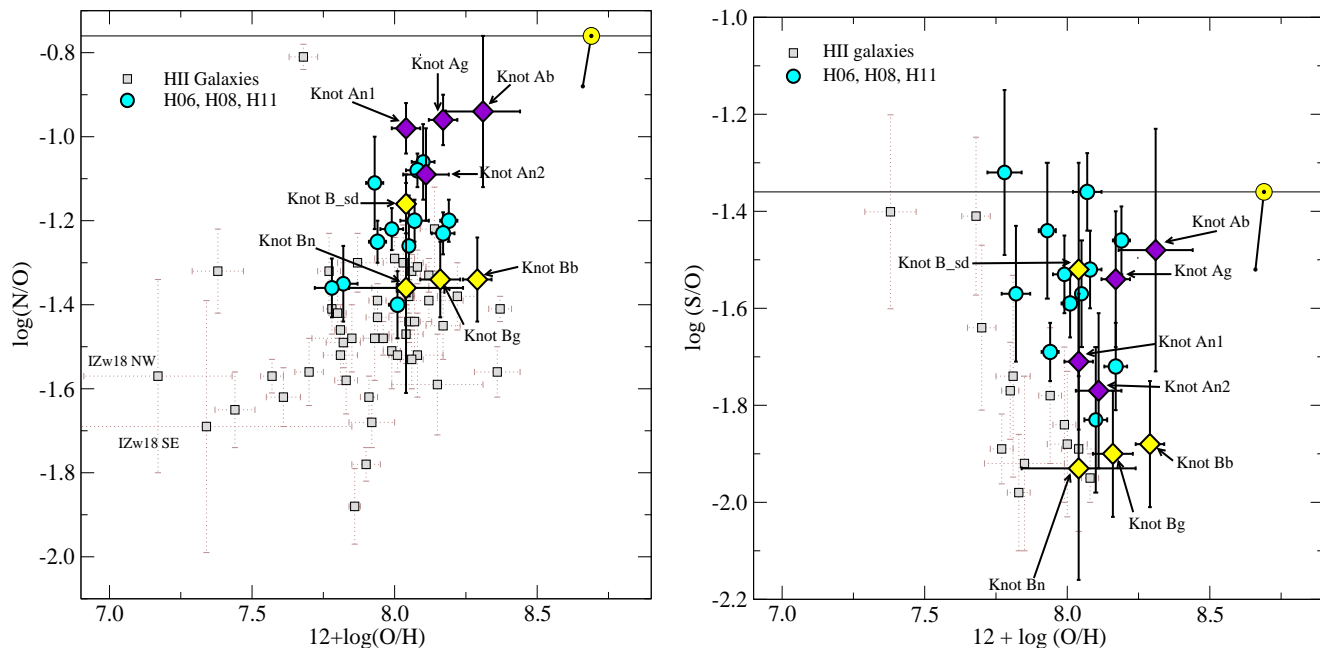 HII Galaxies
H06, H08, H11
Knot An1
Knot Ag
Knot Ab
Knot An2
Knot B_sd
Knot Bn
Knot Bb
Knot Bg
IZw18 NW
IZw18 SE
-0.8
-1.0
-1.2
-1.4
-1.6
-1.8
-2.0
log(N/O)
7.0
7.5
8.0
8.5
12+log(O/H)
HII galaxies
H06, H08, H11
Knot Ab
Knot B_sd
Knot Ag
Knot An1
Knot An2
Knot Bb
Knot Bg
Knot Bn
-1.0
-1.2
-1.4
-1.6
-1.8
-2.0
-2.2
log (S/O)
7.0
7.5
8.0
8.5
12 + log (O/H)